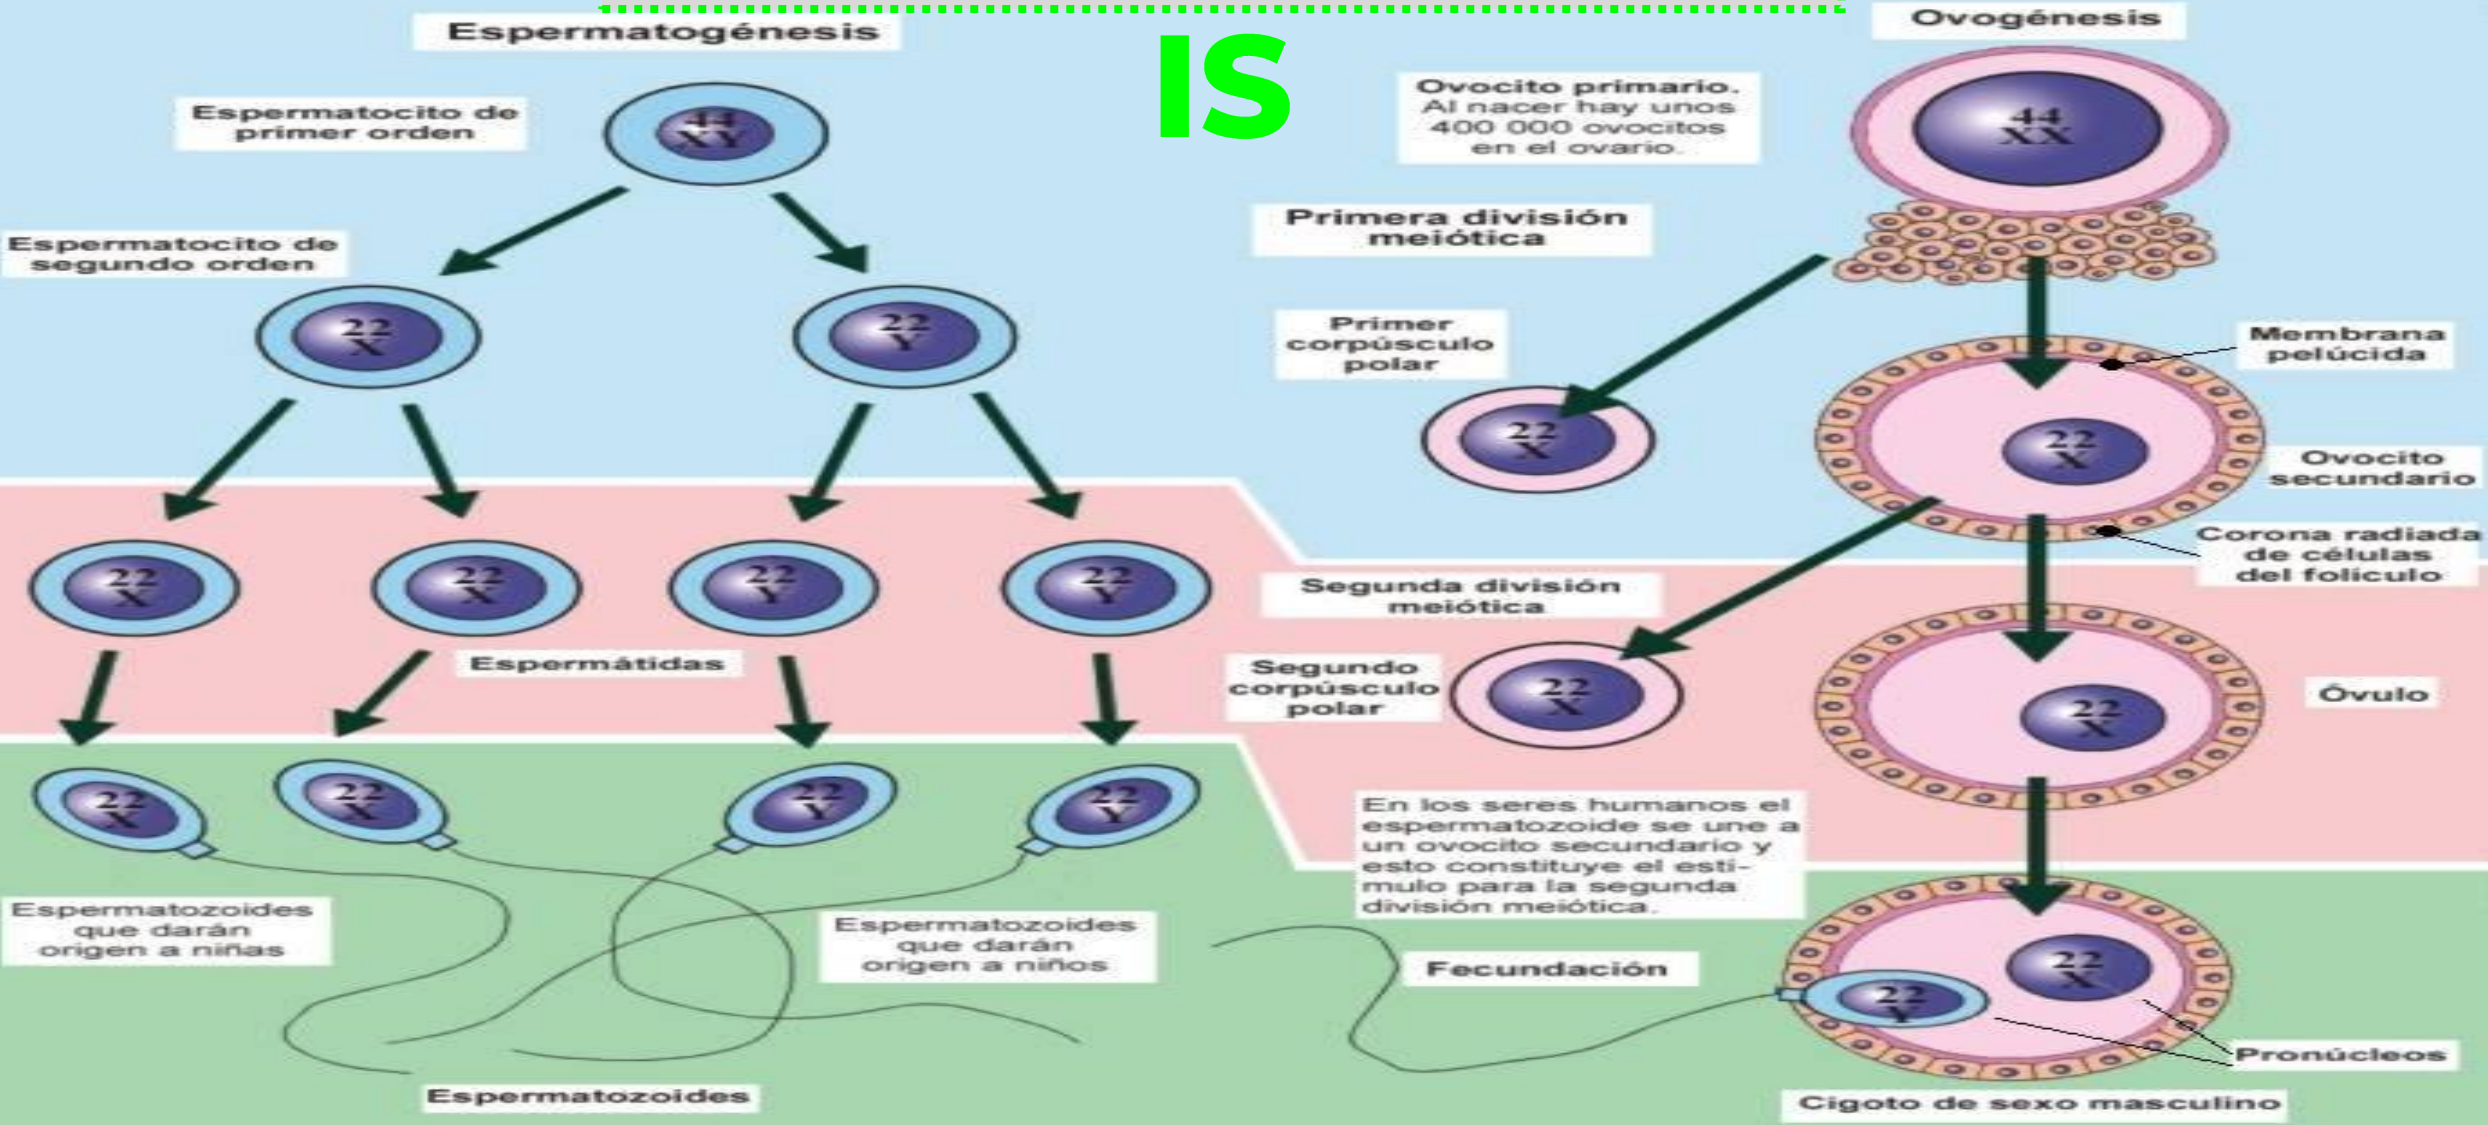 IS
Espermatogénesis
Espermatocito de
primer orden
44
XY
Espermatocito de
segundo orden
22
X
22
Y
22
X
22
X
22
Y
22
Y
Espermátidas
22
X
22
X
22
Y
22
Y
Espermatozoides
que darán
origen a niñas
Espermatozoides
que darán
origen a niños
Espermatozoides
Ovogénesis
Ovocito primario.
Al nacer hay unos
400 000 ovocitos
en el ovario.
44
XX
Primera división
meiótica
Primer
corpúsculo
polar
22
X
Membrana
pelúcida
22
X
Ovocito
secundario
Corona radiada
de células
del folículo
Segunda división
meiótica
Segundo
corpúsculo
polar
22
X
22
X
Óvulo
En los seres humanos el
espermatozoide se une a
un ovocito secundario y
esto constituye el estí-
mulo para la segunda
división meiótica.
Fecundación
22
Y
22
X
Pronúcleos
Cigoto de sexo masculino